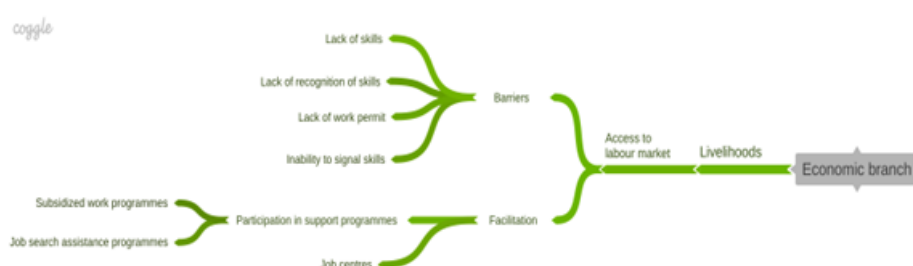 coggle
Lack of skills
Lack of recognition of skills
Lack of work permit
Inability to signal skills
Barriers
Access to
labour market
Livelihoods
Economic branch
Subsidized work programmes
Job search assistance programmes
Participation in support programmes
Facilitation
Job centres